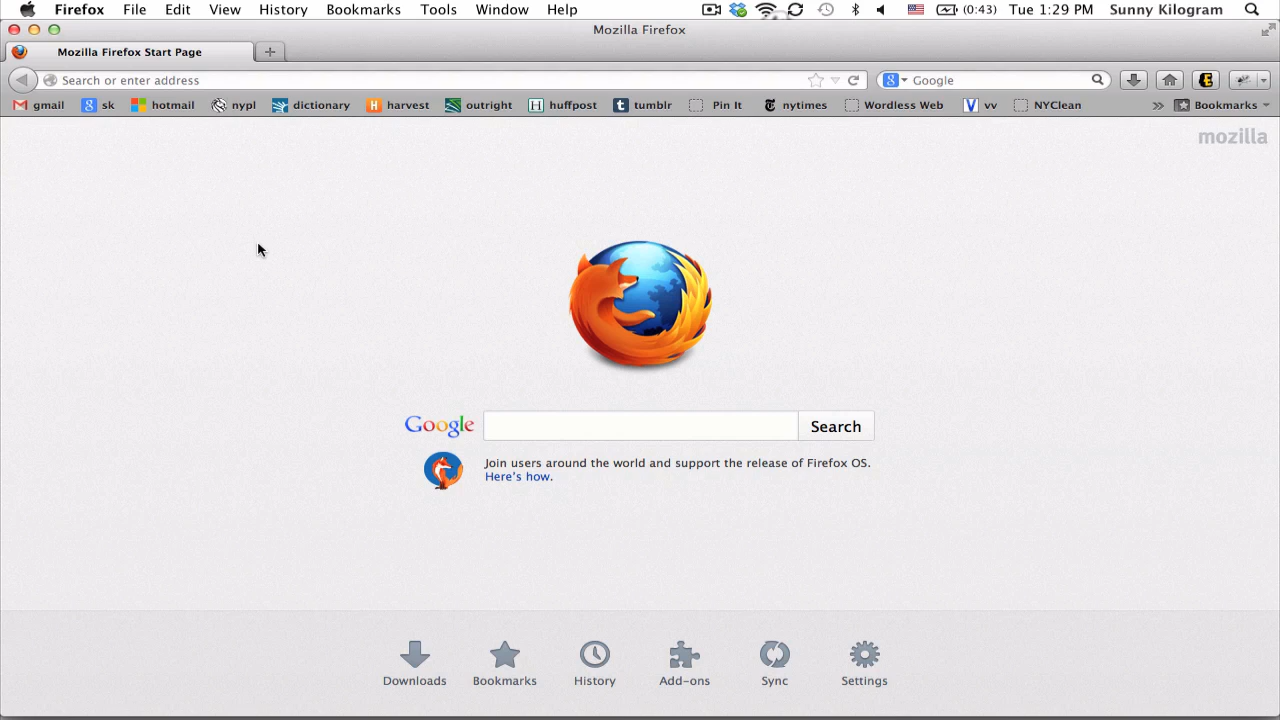 Firefox File Edit View History Bookmarks Tools Window Help (0:43) Tue 1:29 PM Sunny Kilogram
Mozilla Firefox
Mozilla Firefox Start Page
Search or enter address Google
gmail sk hotmail nypl dictionary harvest outright huffpost tumblr Pin It nytimes Wordless Web vv NYClean » Bookmarks
mozilla
Google Search
Join users around the world and support the release of Firefox OS.
Here's how.
Downloads Bookmarks History Add-ons Sync Settings